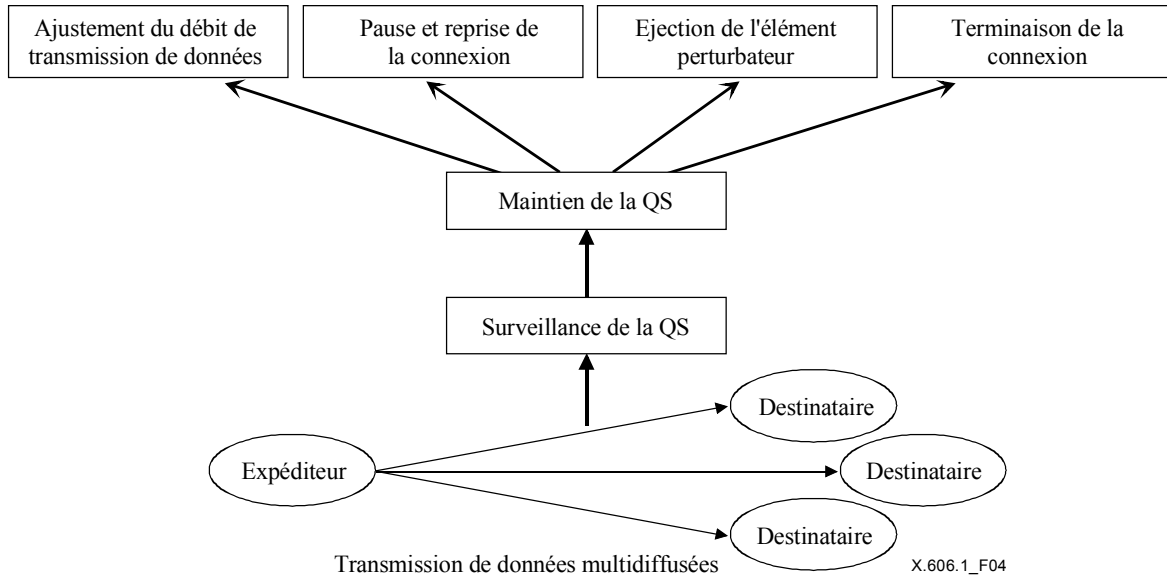 Ajustement du débit de
transmission de données
Pause et reprise de
la connexion
Ejection de l'élément
perturbateur
Terminaison de la
connexion
Maintien de la QS
Surveillance de la QS
Destinataire
Expéditeur
Destinataire
Destinataire
Transmission de données multidiffusées
X.606.1_F04